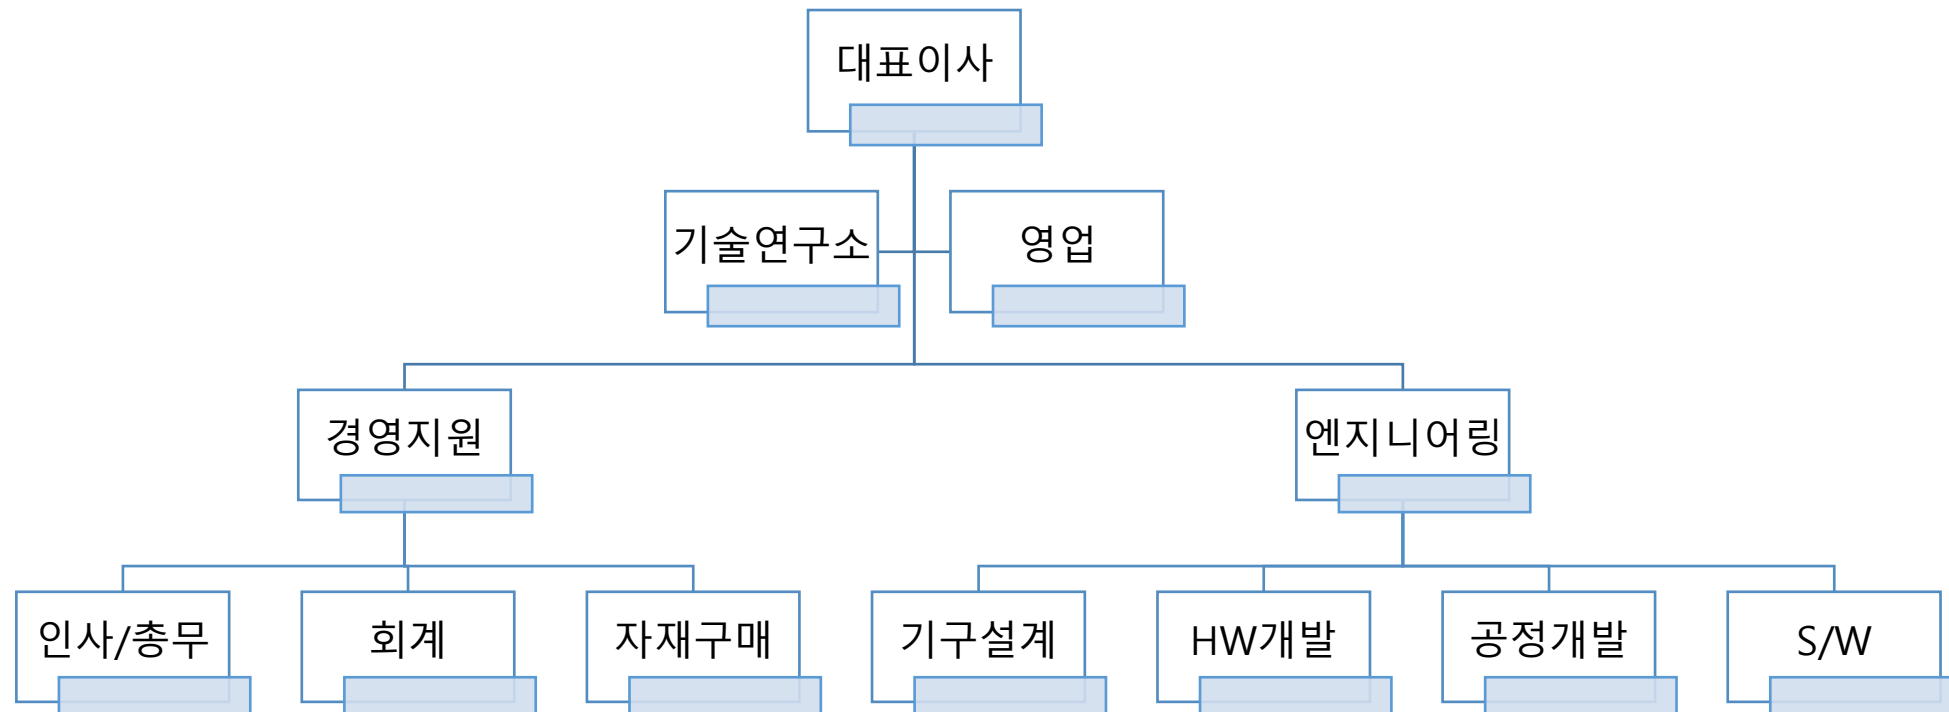 대표이사
기술연구소
영업
경영지원
엔지니어링
인사/총무
회계
자재구매
기구설계
HW개발
공정개발
S/W